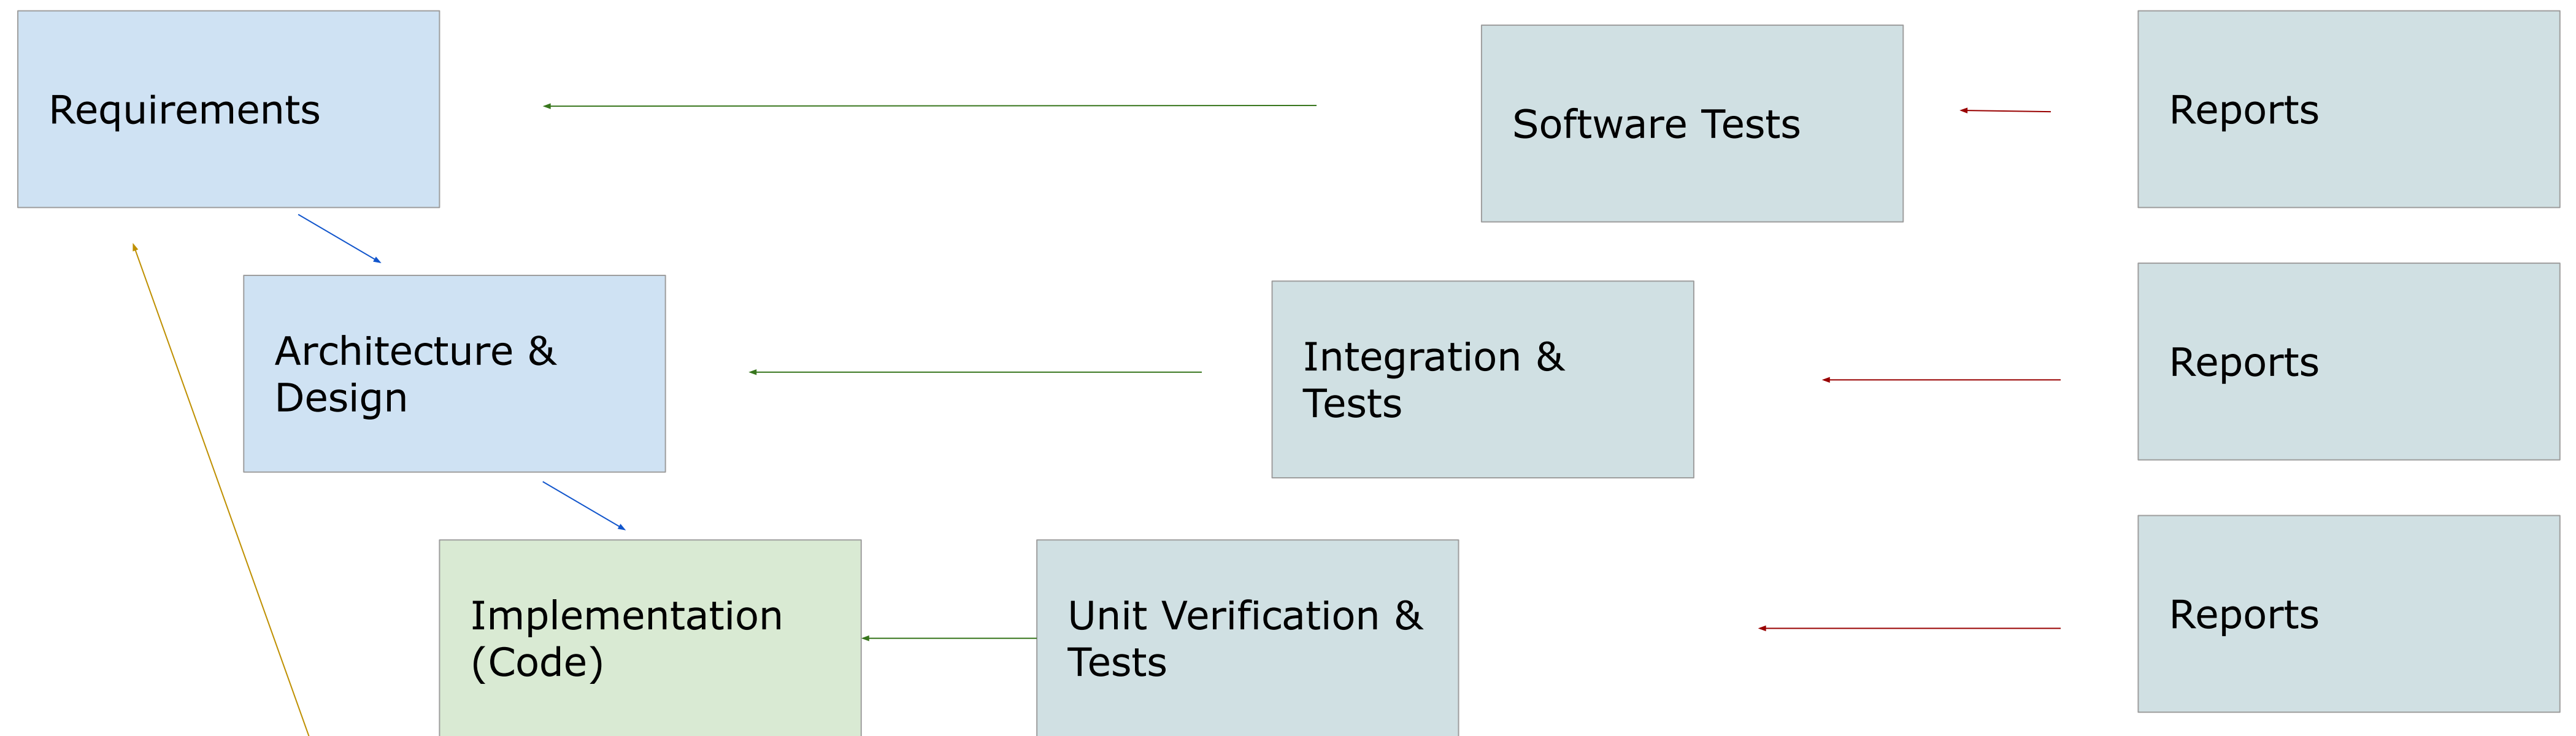 Requirements
Software Tests
Reports
Architecture &
Design
Integration &
Tests
Reports
Implementation
(Code)
Unit Verification &
Tests
Reports